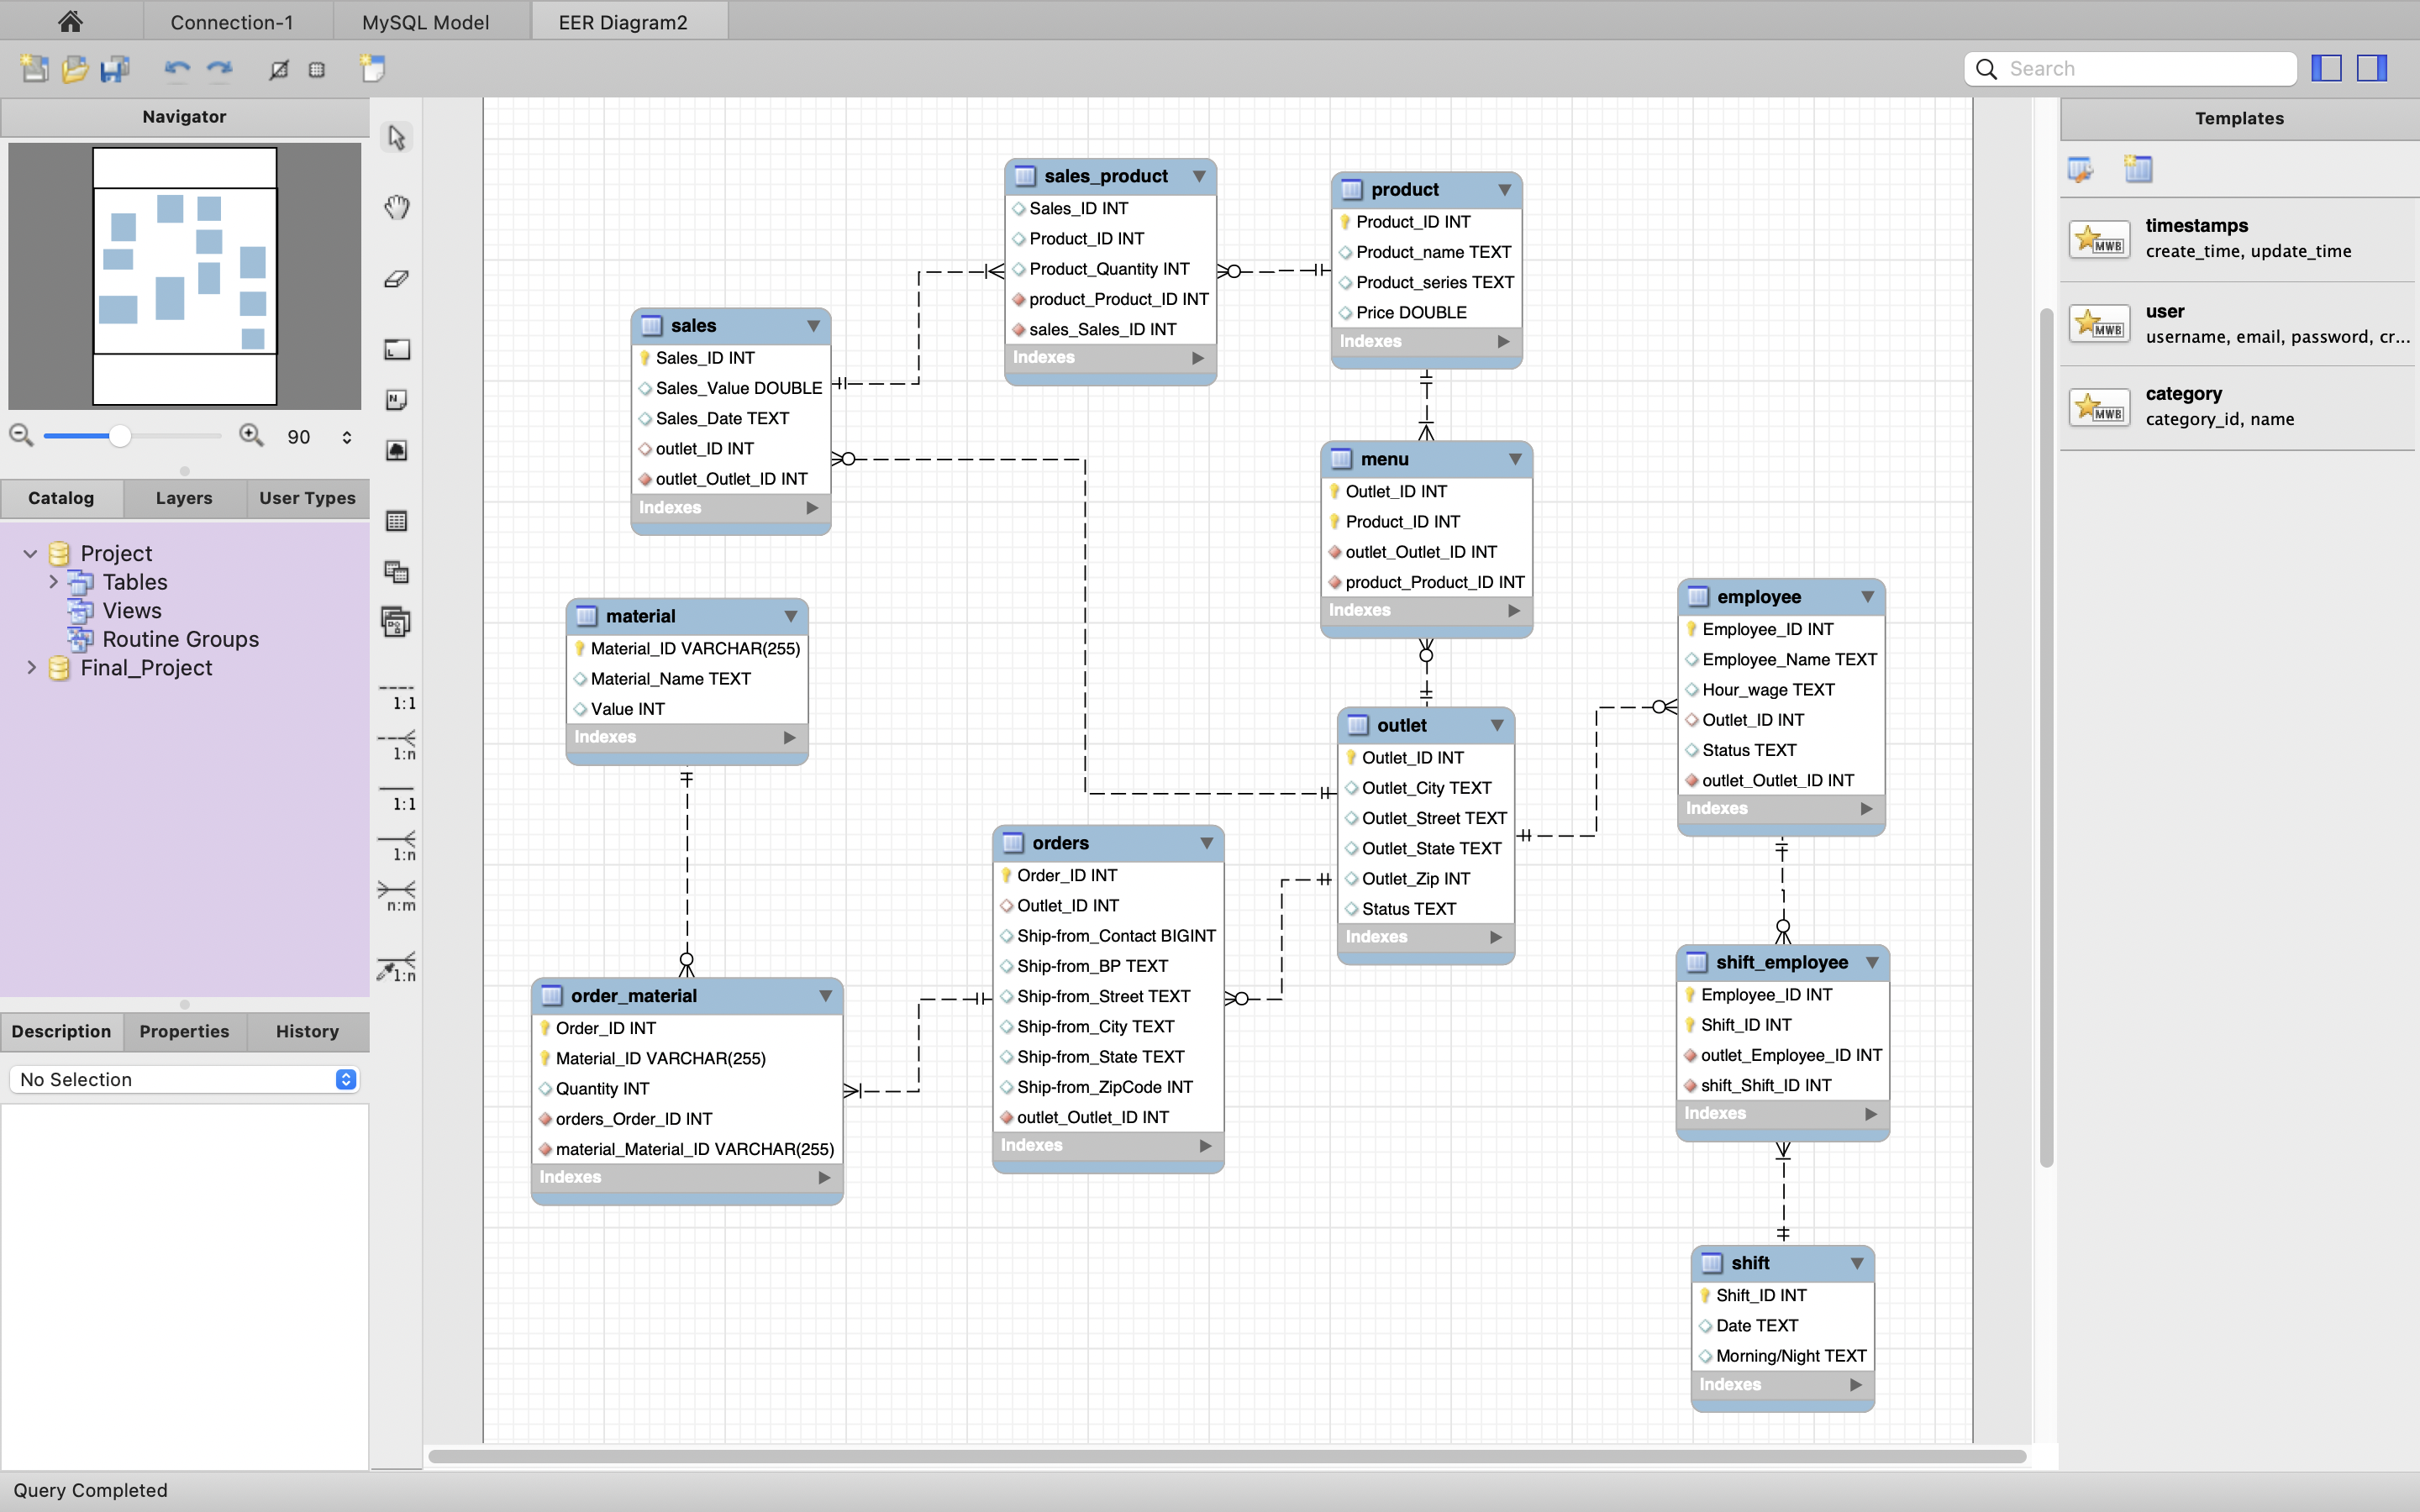 Connection-1
MySQL Model
EER Diagram2
Search
Navigator
90
Catalog
Layers
User Types
Project
Tables
Views
Routine Groups
Final_Project
Description
Properties
History
No Selection
N
1:1
1:n
1:1
1:n
n:m
1:n
sales_product
Sales_ID INT
Product_ID INT
Product_Quantity INT
product_Product_ID INT
sales_Sales_ID INT
Indexes
product
Product_ID INT
Product_name TEXT
Product_series TEXT
Price DOUBLE
Indexes
sales
Sales_ID INT
Sales_Value DOUBLE
Sales_Date TEXT
outlet_ID INT
outlet_Outlet_ID INT
Indexes
menu
Outlet_ID INT
Product_ID INT
outlet_Outlet_ID INT
product_Product_ID INT
Indexes
material
Material_ID VARCHAR(255)
Material_Name TEXT
Value INT
Indexes
employee
Employee_ID INT
Employee_Name TEXT
Hour_wage TEXT
Outlet_ID INT
Status TEXT
outlet_Outlet_ID INT
Indexes
outlet
Outlet_ID INT
Outlet_City TEXT
Outlet_Street TEXT
Outlet_State TEXT
Outlet_Zip INT
Status TEXT
Indexes
orders
Order_ID INT
Outlet_ID INT
Ship-from_Contact BIGINT
Ship-from_BP TEXT
Ship-from_Street TEXT
Ship-from_City TEXT
Ship-from_State TEXT
Ship-from_ZipCode INT
outlet_Outlet_ID INT
Indexes
order_material
Order_ID INT
Material_ID VARCHAR(255)
Quantity INT
orders_Order_ID INT
material_Material_ID VARCHAR(255)
Indexes
shift_employee
Employee_ID INT
Shift_ID INT
outlet_Employee_ID INT
shift_Shift_ID INT
Indexes
shift
Shift_ID INT
Date TEXT
Morning/Night TEXT
Indexes
Templates
MWB
timestamps
create_time, update_time
MWB
user
username, email, password, cr...
MWB
category
category_id, name
Query Completed